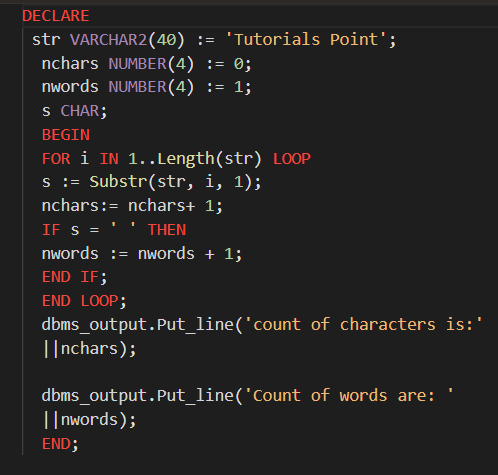 DECLARE
str VARCHAR2(40) := 'Tutorials Point';
nchars NUMBER(4) := 0;
nwords NUMBER(4) := 1;
s CHAR;
BEGIN
FOR i IN 1..Length(str) LOOP
s := Substr(str, i, 1);
nchars:= nchars+ 1;
IF s = ' ' THEN
nwords := nwords + 1;
END IF;
END LOOP;
dbms_output.Put_line('count of characters is:'
||nchars);
dbms_output.Put_line('Count of words are: '
||nwords);
END;